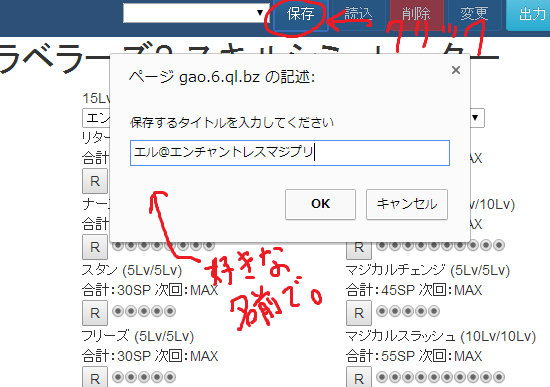 保存 読込 削除 変更 出力
クリック
ラベラーズ2 スキルシミュレーター
ページ gao.6.ql.bz の記述:
×
15Lv
エン
保存するタイトルを入力してください
リター
合計 MAX
エル@エンチャントレスマジプリ
R
OK キャンセル
ナース /10Lv)
合計 MAX
R
好きな
名前で。
スタン (5Lv/5Lv) マジカルチェンジ (5Lv/5Lv)
合計:30SP 次回:MAX 合計:45SP 次回:MAX
R R
フリーズ (5Lv/5Lv) マジカルスラッシュ (10Lv/10Lv)
合計:30SP 次回:MAX 合計:55SP 次回:MAX
R R